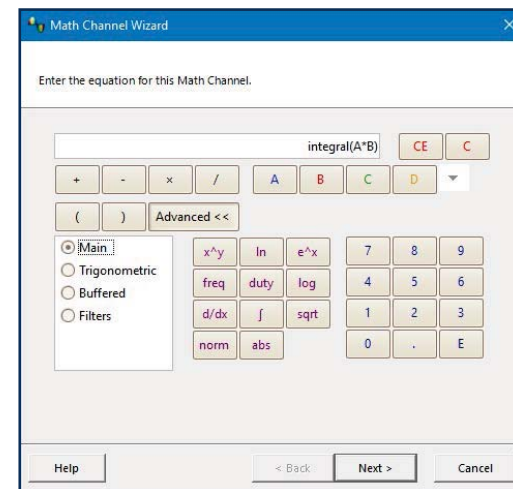 Math Channel Wizard
Enter the equation for this Math Channel.
integral(A*B) CE C
+ - × / A B C D
( ) Advanced <<
Main
Trigonometric
Buffered
Filters
x^y ln e^x
freq duty log
d/dx ∫ sqrt
norm abs
7 8 9
4 5 6
1 2 3
0 . E
Help < Back Next > Cancel